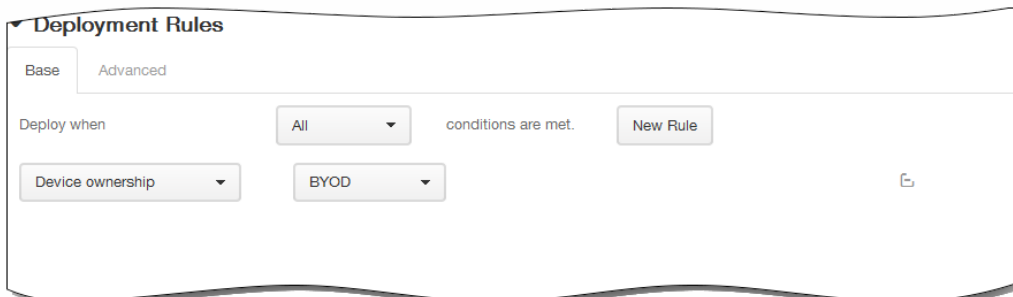 Deployment Rules
Base Advanced
Deploy when All conditions are met. New Rule
Device ownership BYOD